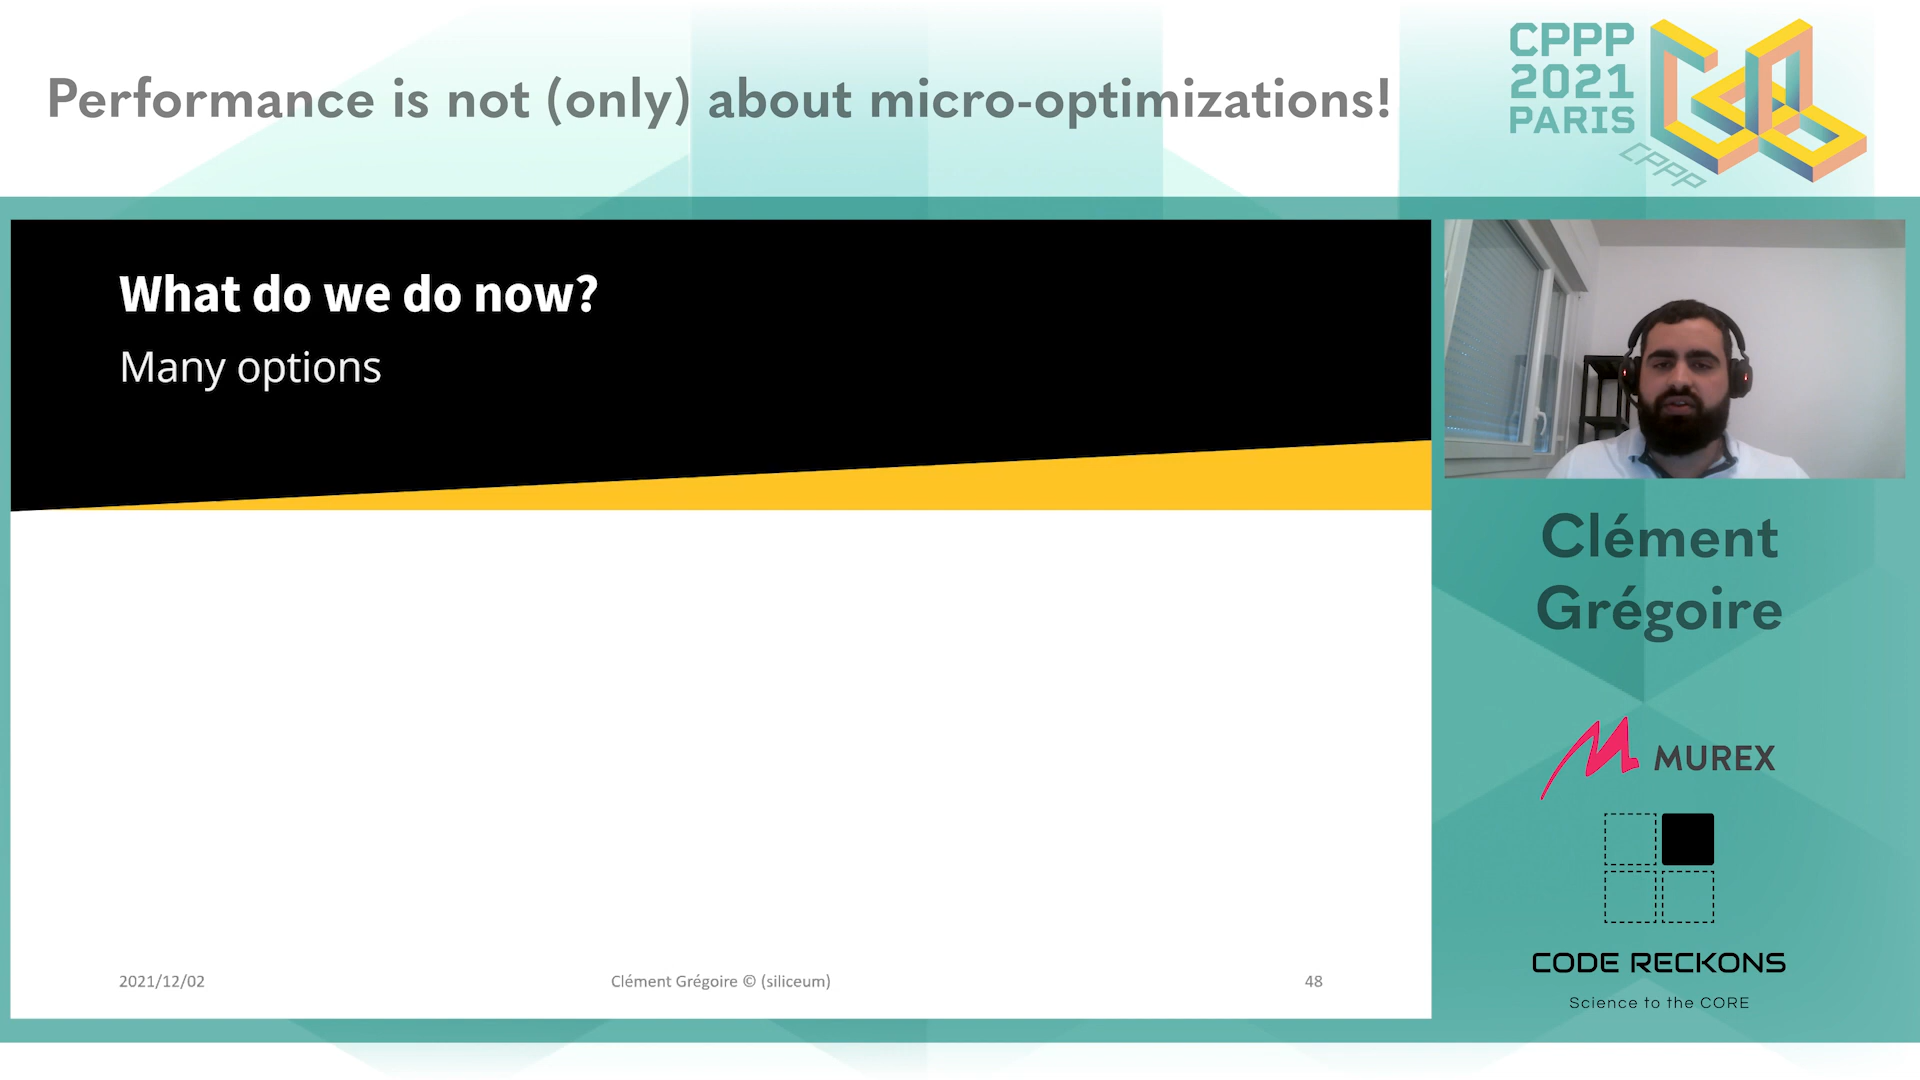 Performance is not (only) about micro-optimizations!
CPPP
2021
PARIS
CPPP
What do we do now?
Many options
2021/12/02
Clément Grégoire © (siliceum)
48
Clément
Grégoire
MUREX
CODE RECKONS
Science to the CORE